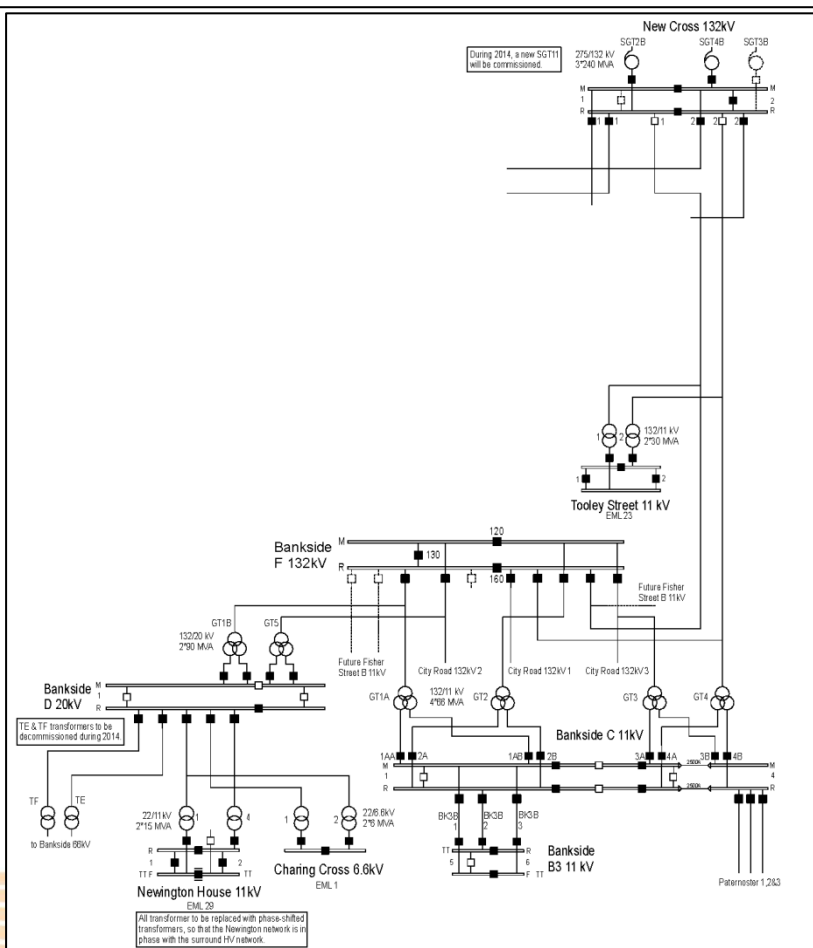 New Cross 132kV
SGT2B
SGT4B
SGT3B
During 2014, a new SGT11
will be commissioned.
275/132 kV
3*240 MVA
M
M
1
2
R
R
1
1
1
2
2
2
132/11 kV
2*30 MVA
1
2
1
2
Tooley Street 11 kV
EML 23
120
Bankside
F 132kV
M
130
R
160
Future Fisher
Street B 11kV
GT1B
GT5
132/20 kV
2*90 MVA
Future Fisher
Street B 11kV
City Road 132kV 2
City Road 132kV 1
City Road 132kV 3
Bankside
D 20kV
M
1
R
GT1A
132/11 kV
4*66 MVA
GT2
GT3
GT4
TE & TF transformers to be
decommissioned during 2014.
Bankside C 11kV
1AA
2A
1AB
2B
3A
4A
3B
4B
M
M
1
4
R
R
2500A
2500A
TF
TE
to Bankside 66kV
22/11 kV
2*15 MVA
1
4
22/6.6kV
2*6 MVA
1
2
BK3B
1
BK3B
2
BK3B
3
Bankside
B3 11 kV
TT
R
5
6
F
TT
R
1
2
TT F
TT
Newington House 11kV
EML 29
Charing Cross 6.6kV
EML 1
Paternoster 1,2&3
All transformer to be replaced with phase-shifted
transformers, so that the Newington network is in
phase with the surround HV network.